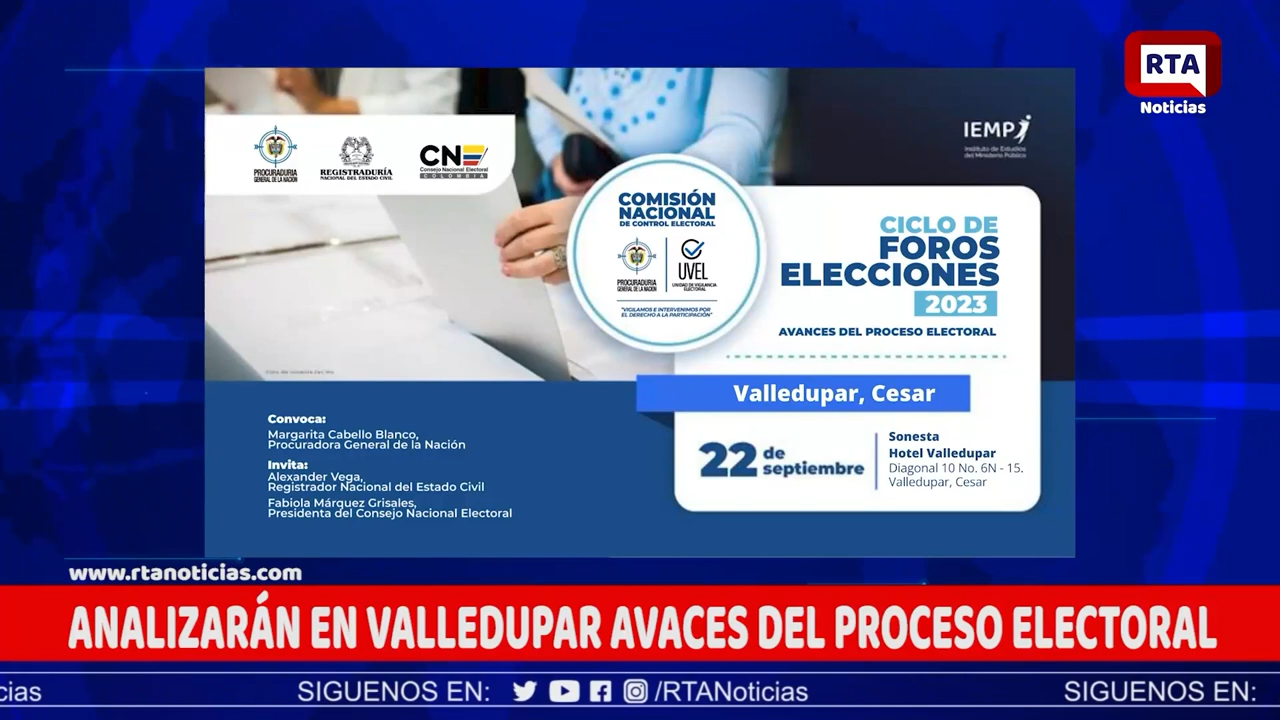 RTA
Noticias
IEMP
Instituto de Estudios
del Ministerio Público
PROCURADURIA
GENERAL DE LA NACION
REGISTRADURÍA
NACIONAL DEL ESTADO CIVIL
CNE
Consejo Nacional Electoral
COLOMBIA
COMISIÓN
NACIONAL
DE CONTROL ELECTORAL
PROCURADURIA
GENERAL DE LA NACION
UVEL
UNIDAD DE VIGILANCIA
ELECTORAL
"VIGILAMOS E INTERVENIMOS POR
EL DERECHO A LA PARTICIPACIÓN"
CICLO DE
FOROS
ELECCIONES
2023
AVANCES DEL PROCESO ELECTORAL
Valledupar, Cesar
22 de
septiembre
Sonesta
Hotel Valledupar
Diagonal 10 No. 6N - 15.
Valledupar, Cesar
Convoca:
Margarita Cabello Blanco,
Procuradora General de la Nación
Invita:
Alexander Vega,
Registrador Nacional del Estado Civil
Fabiola Márquez Grisales,
Presidenta del Consejo Nacional Electoral
www.rtanoticias.com
ANALIZARÁN EN VALLEDUPAR AVACES DEL PROCESO ELECTORAL
cias SIGUENOS EN: /RTANoticias SIGUENOS EN: